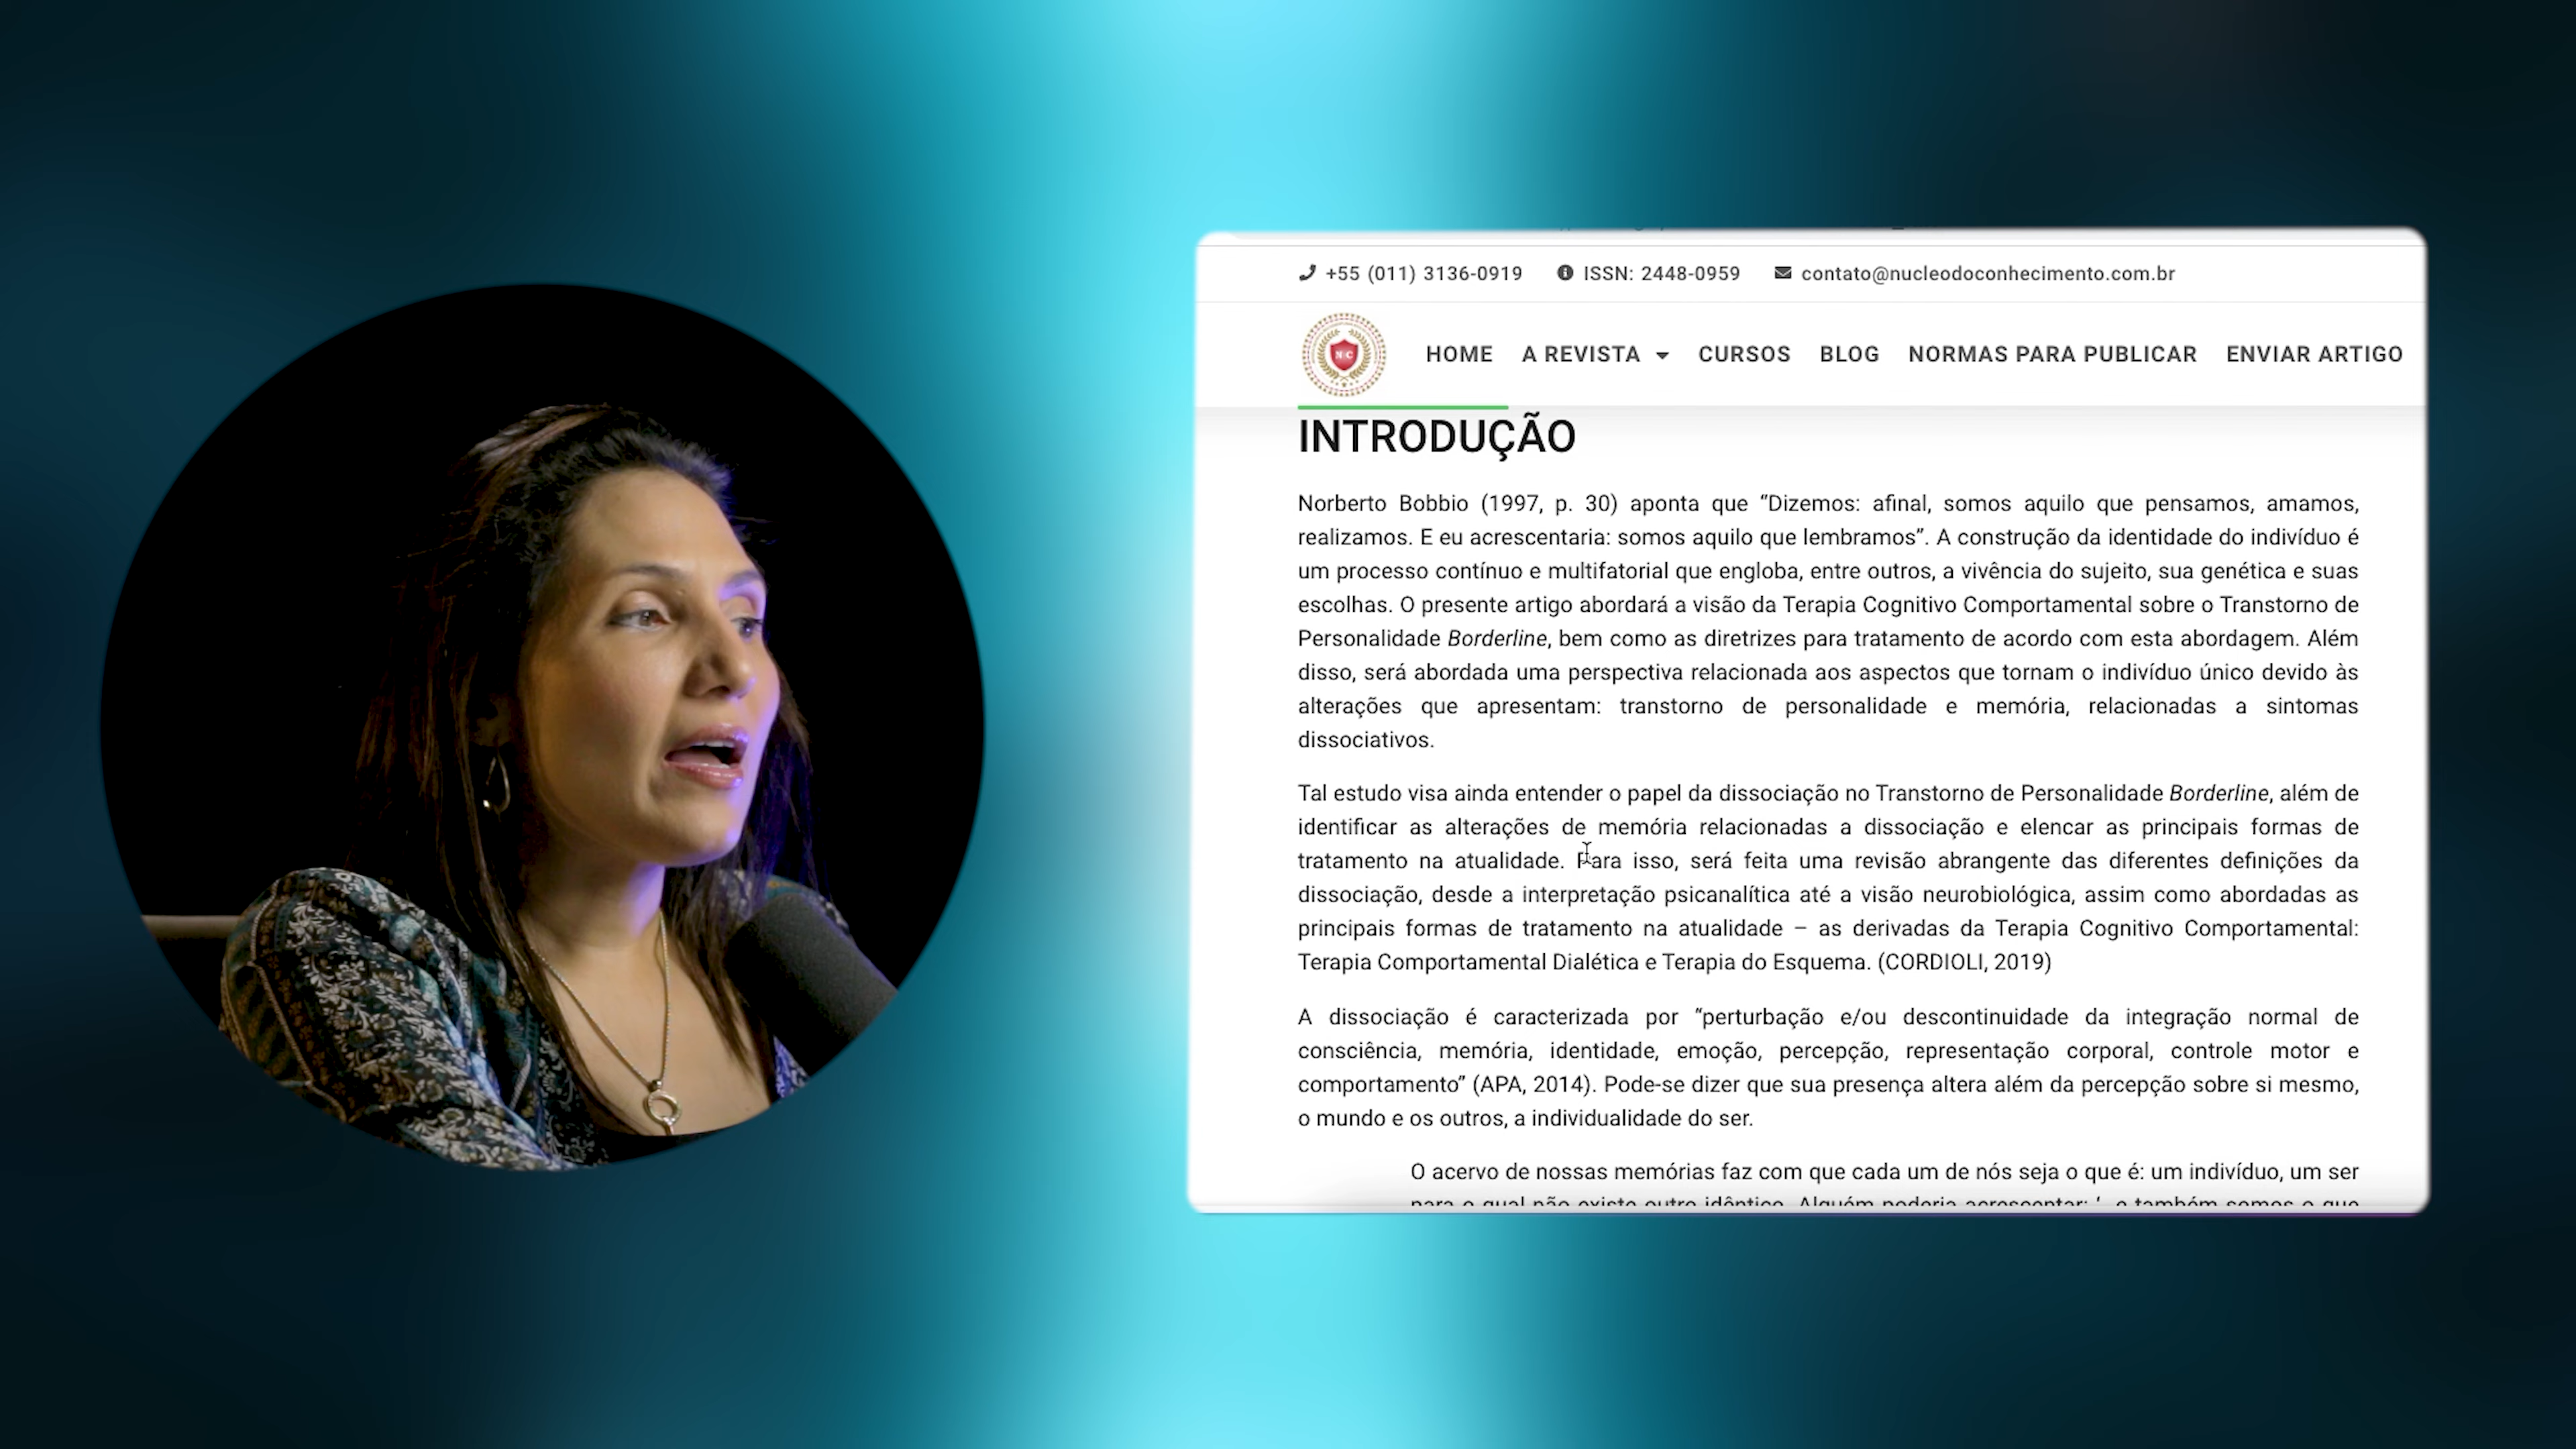 +55 (011) 3136-0919 ISSN: 2448-0959 contato@nucleodoconhecimento.com.br
N C
HOME A REVISTA CURSOS BLOG NORMAS PARA PUBLICAR ENVIAR ARTIGO
INTRODUÇÃO
Norberto Bobbio (1997, p. 30) aponta que “Dizemos: afinal, somos aquilo que pensamos, amamos,
realizamos. E eu acrescentaria: somos aquilo que lembramos”. A construção da identidade do indivíduo é
um processo contínuo e multifatorial que engloba, entre outros, a vivência do sujeito, sua genética e suas
escolhas. O presente artigo abordará a visão da Terapia Cognitivo Comportamental sobre o Transtorno de
Personalidade Borderline, bem como as diretrizes para tratamento de acordo com esta abordagem. Além
disso, será abordada uma perspectiva relacionada aos aspectos que tornam o indivíduo único devido às
alterações que apresentam: transtorno de personalidade e memória, relacionadas a sintomas
dissociativos.
Tal estudo visa ainda entender o papel da dissociação no Transtorno de Personalidade Borderline, além de
identificar as alterações de memória relacionadas a dissociação e elencar as principais formas de
tratamento na atualidade. Para isso, será feita uma revisão abrangente das diferentes definições da
dissociação, desde a interpretação psicanalítica até a visão neurobiológica, assim como abordadas as
principais formas de tratamento na atualidade – as derivadas da Terapia Cognitivo Comportamental:
Terapia Comportamental Dialética e Terapia do Esquema. (CORDIOLI, 2019)
A dissociação é caracterizada por “perturbação e/ou descontinuidade da integração normal de
consciência, memória, identidade, emoção, percepção, representação corporal, controle motor e
comportamento” (APA, 2014). Pode-se dizer que sua presença altera além da percepção sobre si mesmo,
o mundo e os outros, a individualidade do ser.
O acervo de nossas memórias faz com que cada um de nós seja o que é: um indivíduo, um ser
para o qual não existe outro idêntico. Alguém poderia acrescentar: ‘...e também somos o que